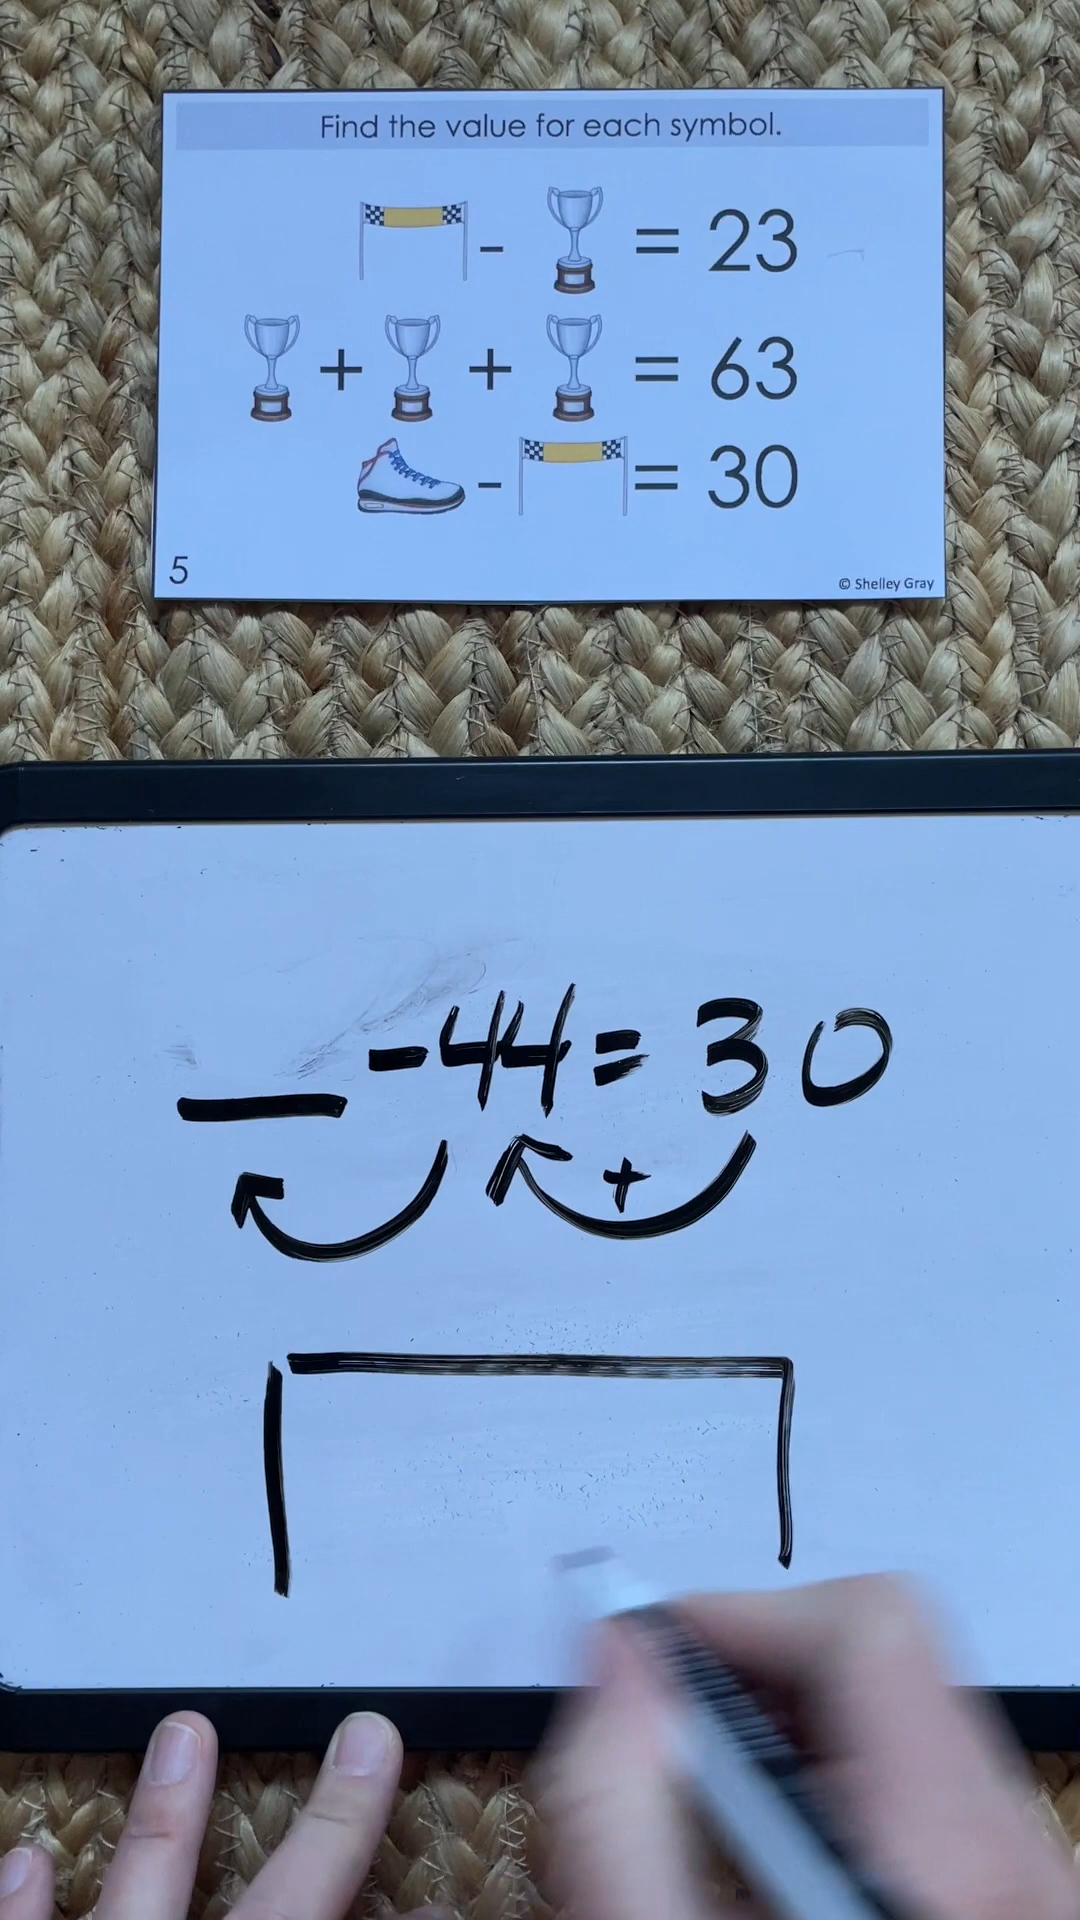 Find the value for each symbol.
- = 23
+ + = 63
- = 30
5
© Shelley Gray
_ - 44 = 30
+